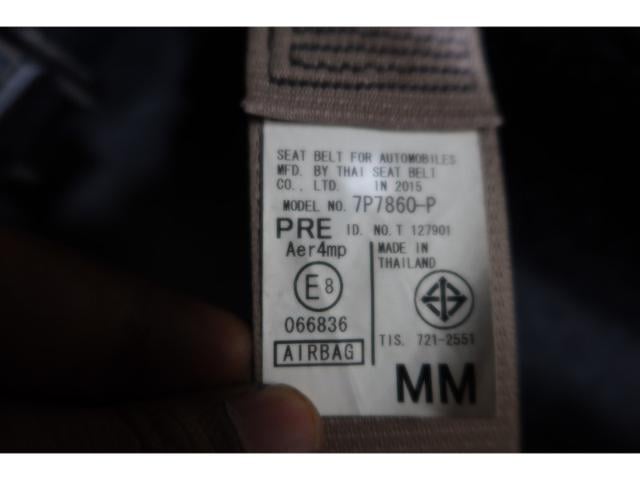 SEAT BELT FOR AUTOMOBILES
MFD. BY THAI SEAT BELT
CO., LTD. IN 2015
MODEL NO. 7P7860-P
PRE ID. NO. T 127901
Aer4mp
E8
066836
AIRBAG
MADE IN
THAILAND
TIS. 721-2551
MM